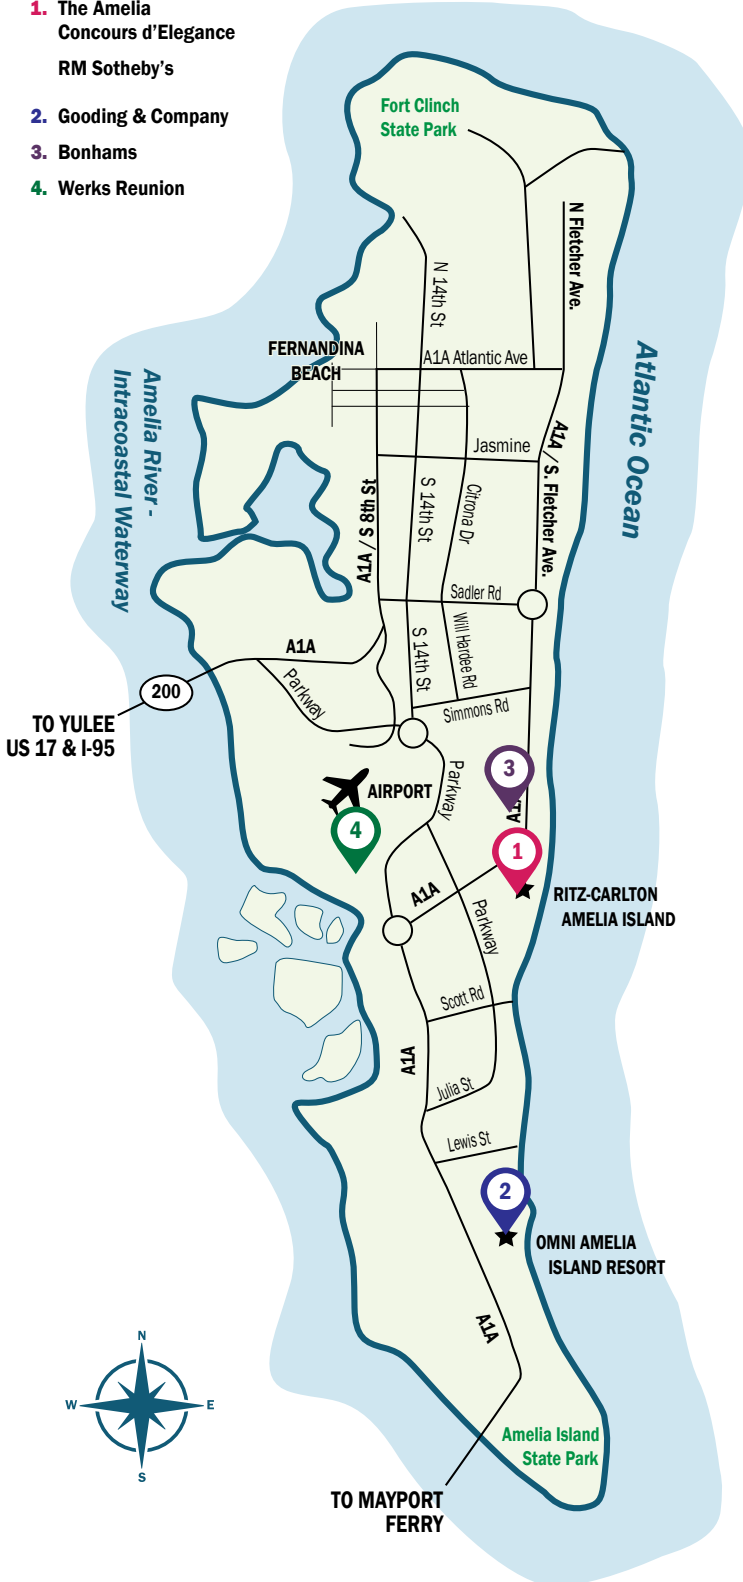 1. The Amelia
Concours d’Elegance
RM Sotheby’s
2. Gooding & Company
3. Bonhams
4. Werks Reunion
Fort Clinch
State Park
N Fletcher Ave.
N 14th St
FERNANDINA
BEACH
A1A Atlantic Ave
Amelia River -
Intracoastal Waterway
Atlantic Ocean
Jasmine
A1A / S. Fletcher Ave.
A1A / S 8th St
S 14th St
Citrona Dr
Sadler Rd
Will Hardee Rd
S 14th St
A1A
Parkway
200
TO YULEE
US 17 & I-95
Simmons Rd
Parkway
3
AIRPORT
A1A
4
1
A1A
RITZ-CARLTON
AMELIA ISLAND
Parkway
Scott Rd
A1A
Julia St
Lewis St
2
OMNI AMELIA
ISLAND RESORT
A1A
N
W
E
S
Amelia Island
State Park
TO MAYPORT
FERRY